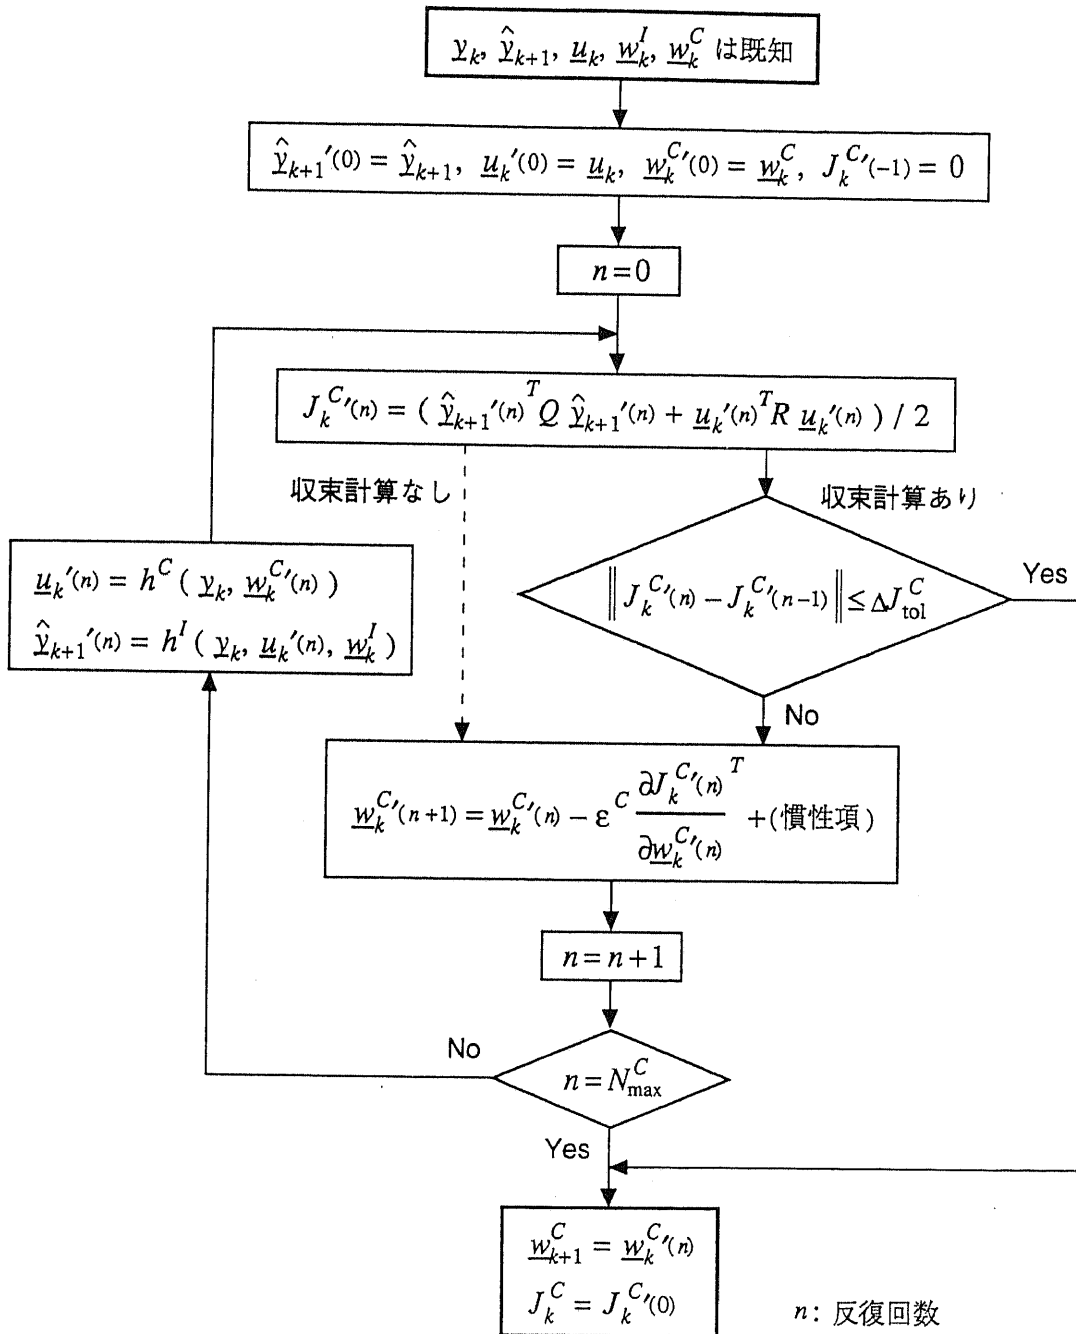 y_k, ŷ_{k+1}, u_k, w_k^I, w_k^C は既知
ŷ_{k+1}′(0) = ŷ_{k+1}, u_k′(0) = u_k, w_k^C′(0) = w_k^C, J_k^C′(-1) = 0
n = 0
J_k^C′(n) = ( ŷ_{k+1}′(n)^T Q ŷ_{k+1}′(n) + u_k′(n)^T R u_k′(n) ) / 2
収束計算なし
収束計算あり
‖ J_k^C′(n) − J_k^C′(n−1) ‖ ≤ ΔJ_tol^C
Yes
No
u_k′(n) = h^C ( y_k, w_k^C′(n) )
ŷ_{k+1}′(n) = h^I ( y_k, u_k′(n), w_k^I )
w_k^C′(n+1) = w_k^C′(n) − ε^C ∂J_k^C′(n)^T / ∂w_k^C′(n) + (慣性項)
n = n + 1
No
n = N_max^C
Yes
w_{k+1}^C = w_k^C′(n)
J_k^C = J_k^C′(0)
n: 反復回数